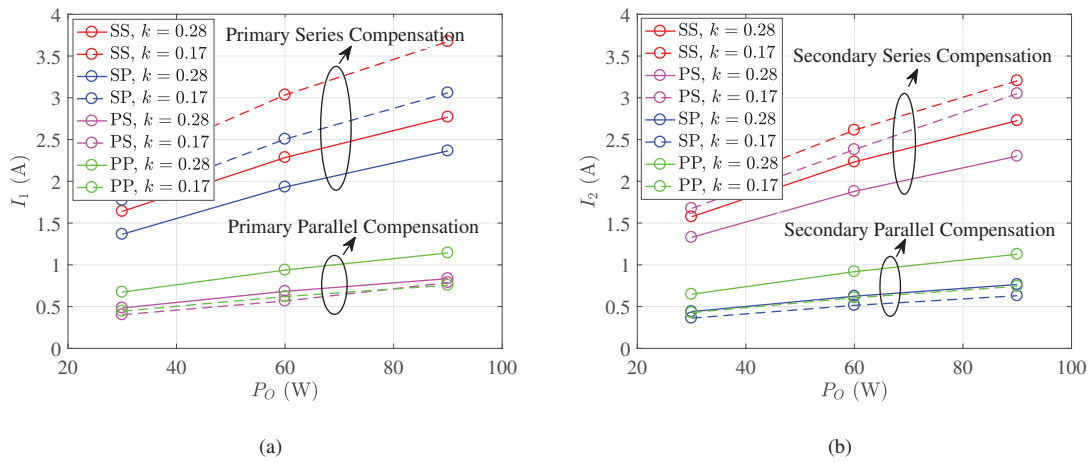 4
3.5
3
2.5
2
1.5
1
0.5
0
I₁ (A)
SS, k = 0.28
SS, k = 0.17
SP, k = 0.28
SP, k = 0.17
PS, k = 0.28
PS, k = 0.17
PP, k = 0.28
PP, k = 0.17
Primary Series Compensation
Primary Parallel Compensation
20 40 60 80 100
P_O (W)
(a)
4
3.5
3
2.5
2
1.5
1
0.5
0
I₂ (A)
SS, k = 0.28
SS, k = 0.17
PS, k = 0.28
PS, k = 0.17
SP, k = 0.28
SP, k = 0.17
PP, k = 0.28
PP, k = 0.17
Secondary Series Compensation
Secondary Parallel Compensation
20 40 60 80 100
P_O (W)
(b)